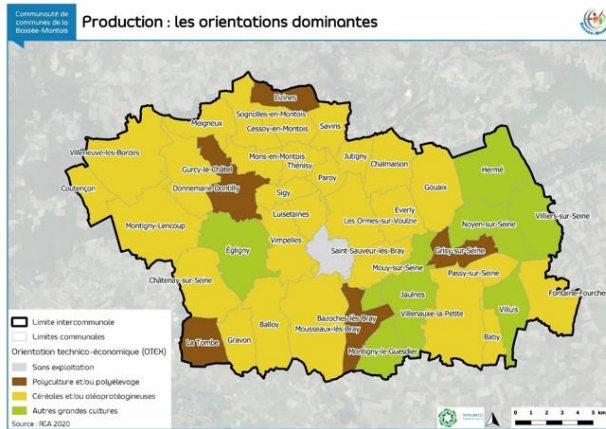 Communauté de
communes de la
Bassée-Montois
Production : les orientations dominantes
Lizines
Meigneux
Sognolles-en-Montois
Cessoy-en-Montois
Savins
Villeneuve-les-Bordes
Mons-en-Montois
Jutigny
Chalmaison
Hermé
Gurcy-le-Châtel
Thénisy
Coutençon
Donnemarie-Dontilly
Paroy
Gouaix
Sigy
Villiers-sur-Seine
Montigny-Lencoup
Luisetaines
Everly
Les Ormes-sur-Voulzie
Noyen-sur-Seine
Vimpelles
Égligny
Saint-Sauveur-lès-Bray
Grisy-sur-Seine
Mouy-sur-Seine
Passy-sur-Seine
Châtenay-sur-Seine
Jaulnes
Fontaine-Fourches
Bazoches-lès-Bray
Villenauxe-la-Petite
Villuis
Balloy
Mousseaux-lès-Bray
La Tombe
Gravon
Baby
Montigny-le-Guesdier
Limite intercommunale
Limites communales
Orientation technico-économique (OTEX)
Sans exploitation
Polyculture et/ou polyélevage
Céréales et/ou oléoprotéagineuses
Autres grandes cultures
Source : RGA 2020
0 1 2 3 4 5 km